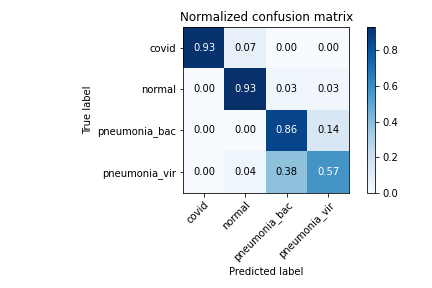 Normalized confusion matrix
True label
covid 0.93 0.07 0.00 0.00
normal 0.00 0.93 0.03 0.03
pneumonia_bac 0.00 0.00 0.86 0.14
pneumonia_vir 0.00 0.04 0.38 0.57
covid normal pneumonia_bac pneumonia_vir
Predicted label
0.8
0.6
0.4
0.2
0.0